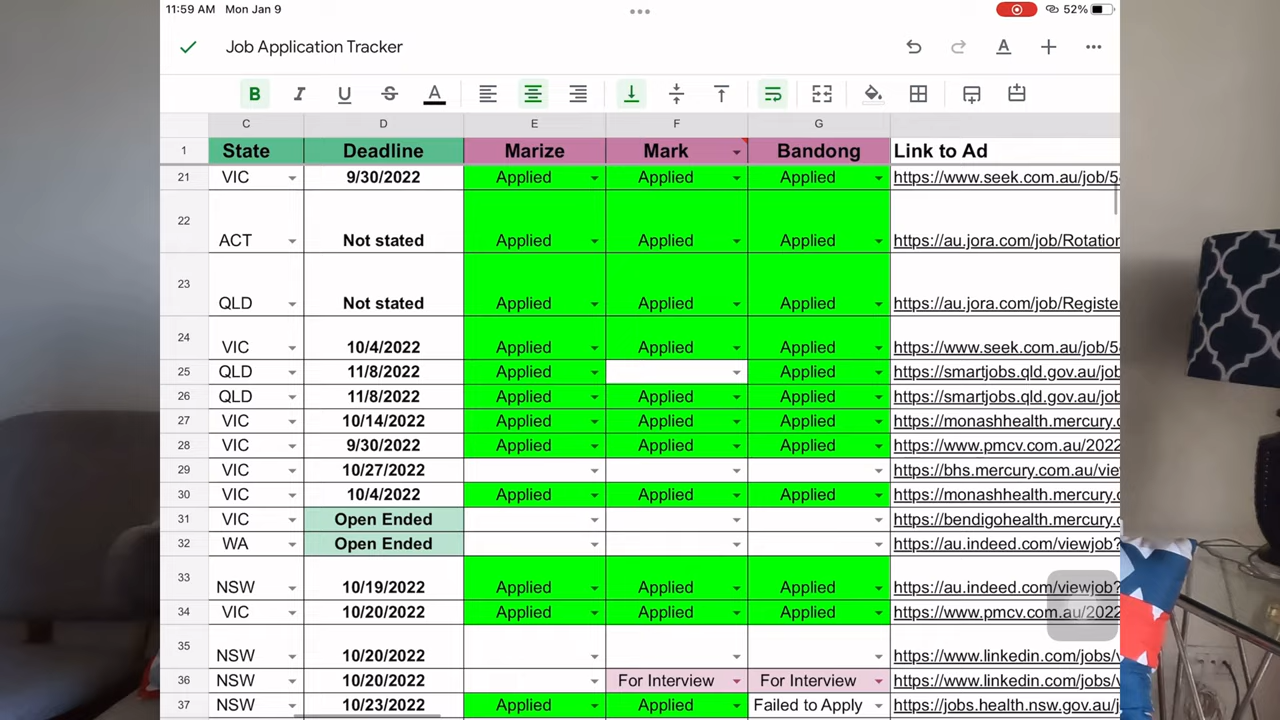 11:59 AM Mon Jan 9 52%
Job Application Tracker
B I U S A
C D E F G
1 State Deadline Marize Mark Bandong Link to Ad
21 VIC 9/30/2022 Applied Applied Applied https://www.seek.com.au/job/5
22 ACT Not stated Applied Applied Applied https://au.jora.com/job/Rotation
23 QLD Not stated Applied Applied Applied https://au.jora.com/job/Register
24 VIC 10/4/2022 Applied Applied Applied https://www.seek.com.au/job/5
25 QLD 11/8/2022 Applied Applied https://smartjobs.qld.gov.au/job
26 QLD 11/8/2022 Applied Applied Applied https://smartjobs.qld.gov.au/job
27 VIC 10/14/2022 Applied Applied Applied https://monashhealth.mercury.
28 VIC 9/30/2022 Applied Applied Applied https://www.pmcv.com.au/2022
29 VIC 10/27/2022 https://bhs.mercury.com.au/vie
30 VIC 10/4/2022 Applied Applied Applied https://monashhealth.mercury.
31 VIC Open Ended https://bendigohealth.mercury.
32 WA Open Ended https://au.indeed.com/viewjob?
33 NSW 10/19/2022 Applied Applied Applied https://au.indeed.com/viewjob?
34 VIC 10/20/2022 Applied Applied Applied https://www.pmcv.com.au/2022
35 NSW 10/20/2022 https://www.linkedin.com/jobs/
36 NSW 10/20/2022 For Interview For Interview https://www.linkedin.com/jobs/
37 NSW 10/23/2022 Applied Applied Failed to Apply https://jobs.health.nsw.gov.au/